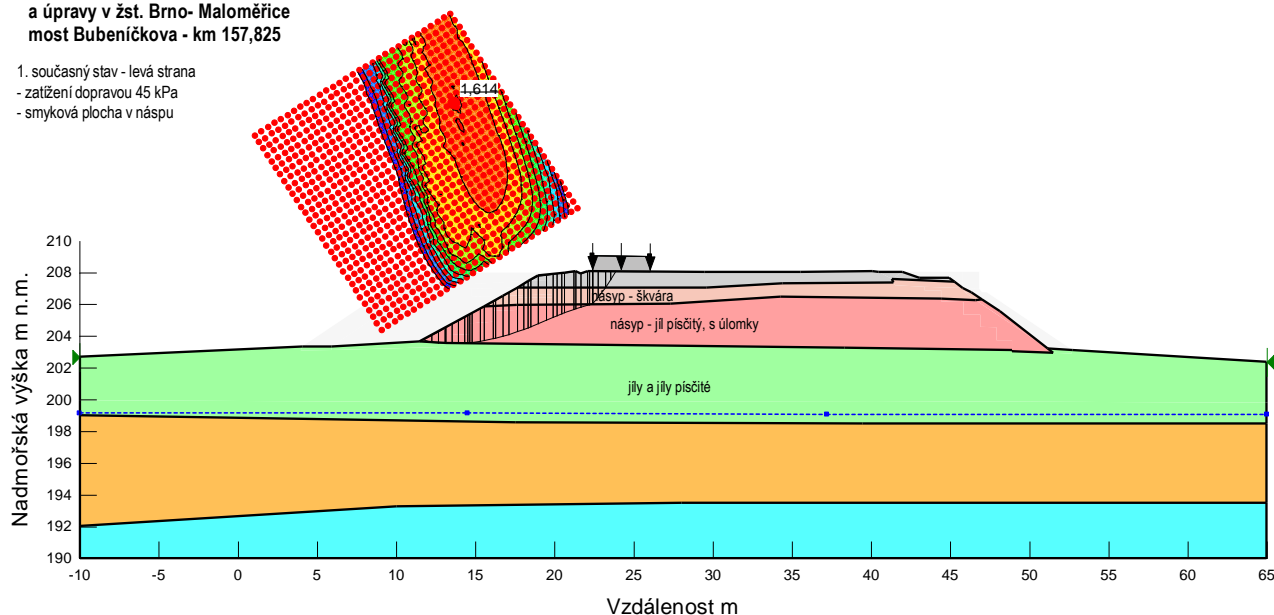 a úpravy v žst. Brno- Maloměřice
most Bubeníčkova - km 157,825
1. současný stav - levá strana
- zatížení dopravou 45 kPa
- smyková plocha v náspu
1,614
210
208
206
204
202
200
198
196
194
192
190
Nadmořská výška m n.m.
násyp - škvára
násyp - jíl písčitý, s úlomky
jíly a jíly písčité
-10 -5 0 5 10 15 20 25 30 35 40 45 50 55 60 65
Vzdálenost m